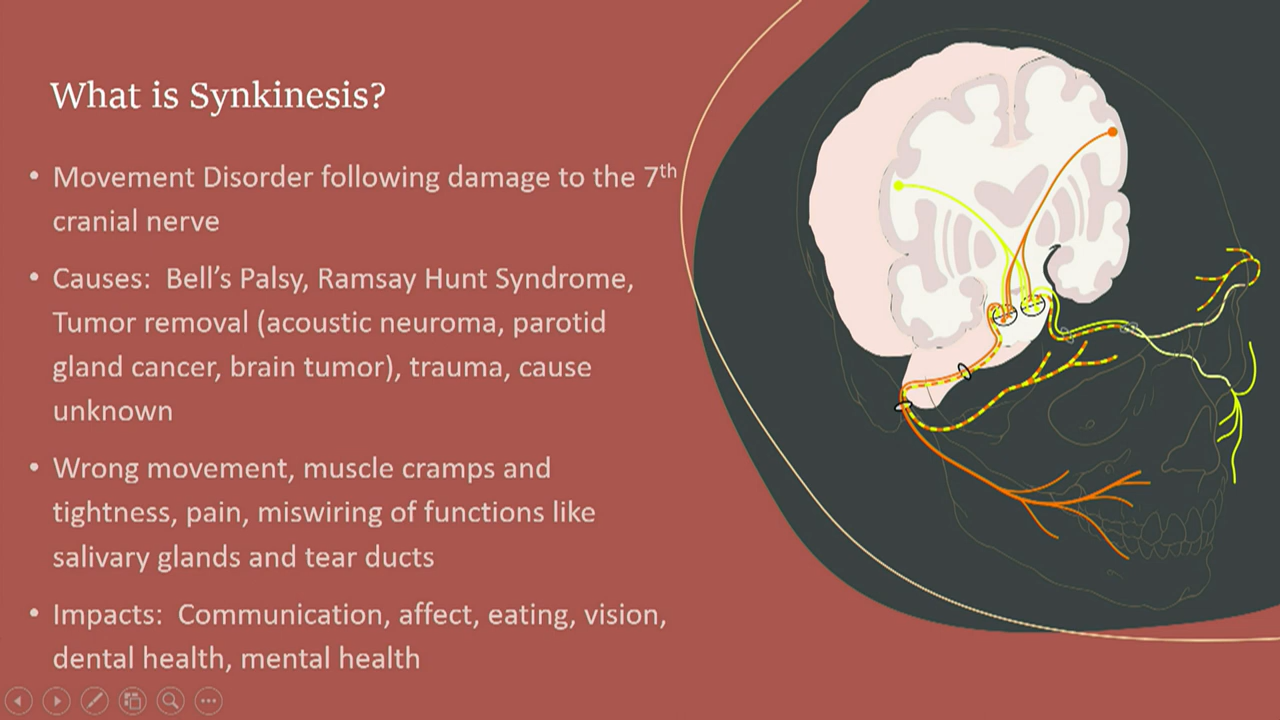 What is Synkinesis?
• Movement Disorder following damage to the 7th
cranial nerve
• Causes:  Bell’s Palsy, Ramsay Hunt Syndrome,
Tumor removal (acoustic neuroma, parotid
gland cancer, brain tumor), trauma, cause
unknown
• Wrong movement, muscle cramps and
tightness, pain, miswiring of functions like
salivary glands and tear ducts
• Impacts:  Communication, affect, eating, vision,
dental health, mental health